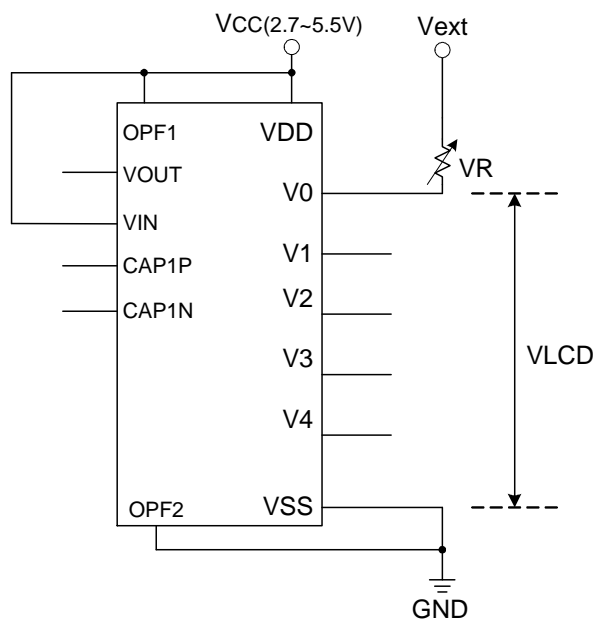 VCC(2.7~5.5V)
Vext
OPF1
VDD
VOUT
VR
V0
VIN
V1
CAP1P
V2
CAP1N
V3
VLCD
V4
OPF2
VSS
GND